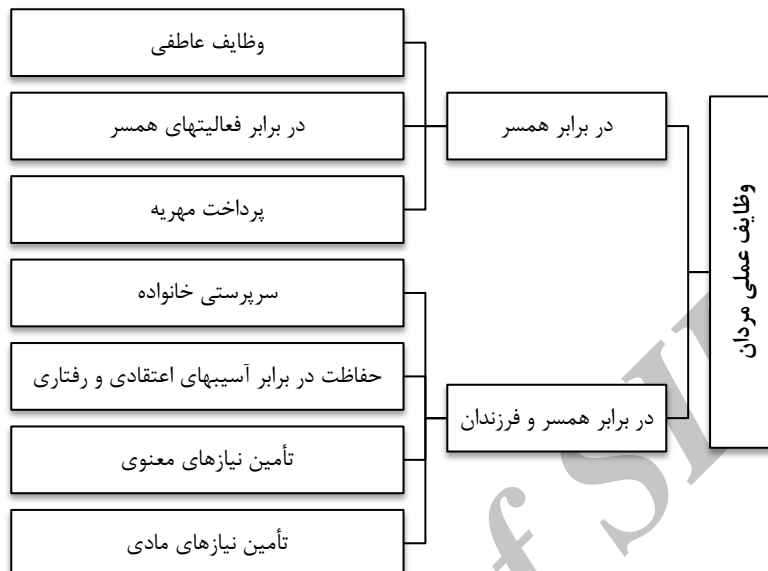 وظایف عملی مردان
در برابر همسر
وظایف عاطفی
در برابر فعالیتهای همسر
پرداخت مهریه
در برابر همسر و فرزندان
سرپرستی خانواده
حفاظت در برابر آسیبهای اعتقادی و رفتاری
تأمین نیازهای معنوی
تأمین نیازهای مادی